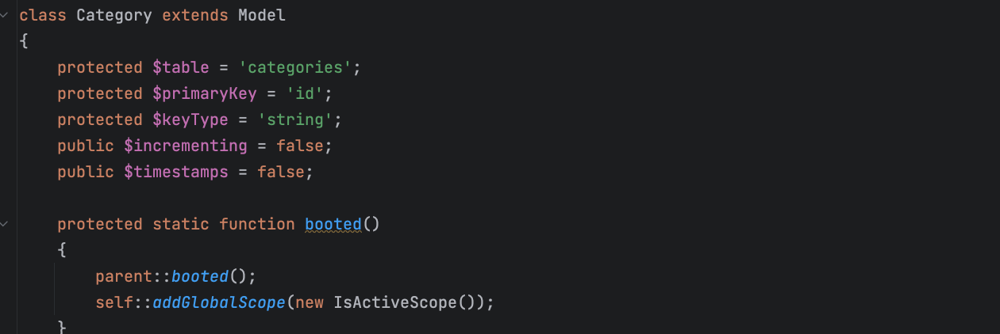 class Category extends Model
{
    protected $table = 'categories';
    protected $primaryKey = 'id';
    protected $keyType = 'string';
    public $incrementing = false;
    public $timestamps = false;

    protected static function booted()
    {
        parent::booted();
        self::addGlobalScope(new IsActiveScope());
    }